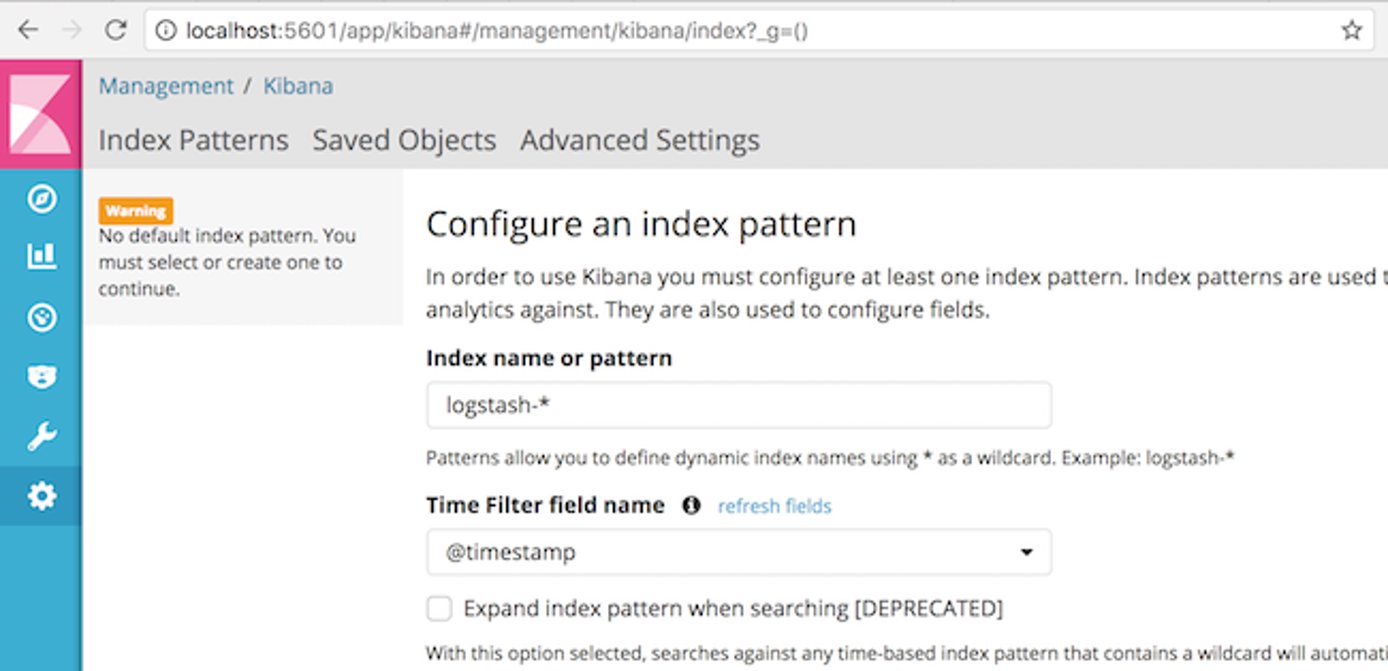 localhost:5601/app/kibana#/management/kibana/index?_g=()
Management / Kibana
Index Patterns Saved Objects Advanced Settings
Warning
No default index pattern. You
must select or create one to
continue.
Configure an index pattern
In order to use Kibana you must configure at least one index pattern. Index patterns are used
analytics against. They are also used to configure fields.
Index name or pattern
logstash-*
Patterns allow you to define dynamic index names using * as a wildcard. Example: logstash-*
Time Filter field name refresh fields
@timestamp
Expand index pattern when searching [DEPRECATED]
With this option selected, searches against any time-based index pattern that contains a wildcard will